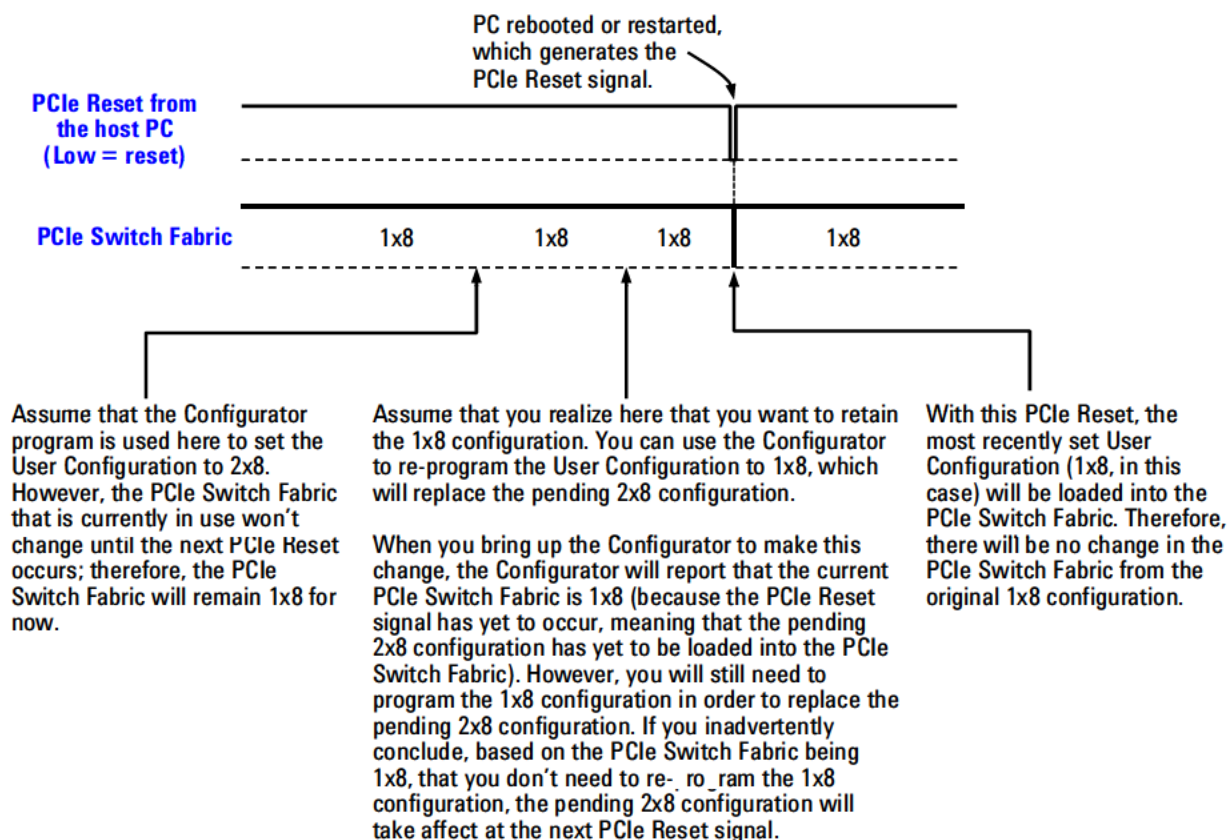 PC rebooted or restarted,
which generates the
PCIe Reset signal.
PCIe Reset from
the host PC
(Low = reset)
PCIe Switch Fabric
1x8
1x8
1x8
1x8
Assume that the Configurator
program is used here to set the
User Configuration to 2x8.
However, the PCIe Switch Fabric
that is currently in use won't
change until the next PCIe Reset
occurs; therefore, the PCIe
Switch Fabric will remain 1x8 for
now.
Assume that you realize here that you want to retain
the 1x8 configuration. You can use the Configurator
to re-program the User Configuration to 1x8, which
will replace the pending 2x8 configuration.
When you bring up the Configurator to make this
change, the Configurator will report that the current
PCIe Switch Fabric is 1x8 (because the PCIe Reset
signal has yet to occur, meaning that the pending
2x8 configuration has yet to be loaded into the PCIe
Switch Fabric). However, you will still need to
program the 1x8 configuration in order to replace the
pending 2x8 configuration. If you inadvertently
conclude, based on the PCIe Switch Fabric being
1x8, that you don't need to re-program the 1x8
configuration, the pending 2x8 configuration will
take affect at the next PCIe Reset signal.
With this PCIe Reset, the
most recently set User
Configuration (1x8, in this
case) will be loaded into the
PCIe Switch Fabric. Therefore,
there will be no change in the
PCIe Switch Fabric from the
original 1x8 configuration.